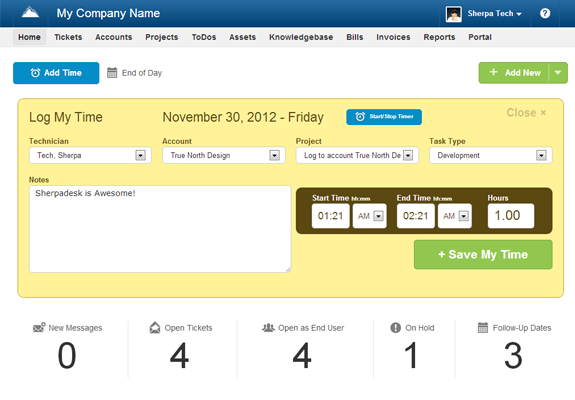 My Company Name
Sherpa Tech
?
Home Tickets Accounts Projects ToDos Assets Knowledgebase Bills Invoices Reports Portal
Add Time End of Day + Add New
Log My Time November 30, 2012 - Friday Start/Stop Timer Close ×
Technician Account Project Task Type
Tech, Sherpa True North Design Log to account True North De Development
Notes
Sherpadesk is Awesome!
Start Time hh:mm End Time hh:mm Hours
01:21 AM 02:21 AM 1.00
+ Save My Time
New Messages Open Tickets Open as End User On Hold Follow-Up Dates
0 4 4 1 3